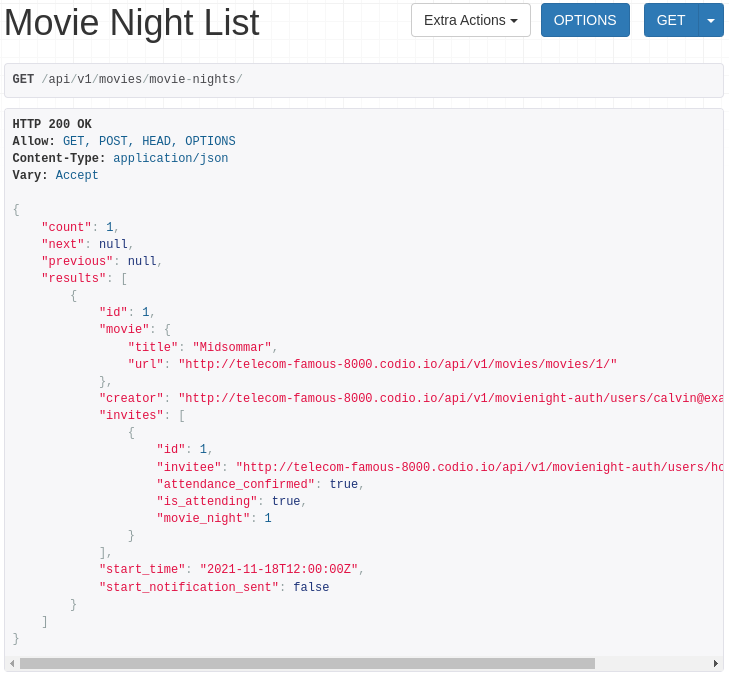 Movie Night List
Extra Actions
OPTIONS
GET
GET /api/v1/movies/movie-nights/
HTTP 200 OK
Allow: GET, POST, HEAD, OPTIONS
Content-Type: application/json
Vary: Accept
{
    "count": 1,
    "next": null,
    "previous": null,
    "results": [
        {
            "id": 1,
            "movie": {
                "title": "Midsommar",
                "url": "http://telecom-famous-8000.codio.io/api/v1/movies/movies/1/"
            },
            "creator": "http://telecom-famous-8000.codio.io/api/v1/movienight-auth/users/calvin@exa
            "invites": [
                {
                    "id": 1,
                    "invitee": "http://telecom-famous-8000.codio.io/api/v1/movienight-auth/users/ho
                    "attendance_confirmed": true,
                    "is_attending": true,
                    "movie_night": 1
                }
            ],
            "start_time": "2021-11-18T12:00:00Z",
            "start_notification_sent": false
        }
    ]
}